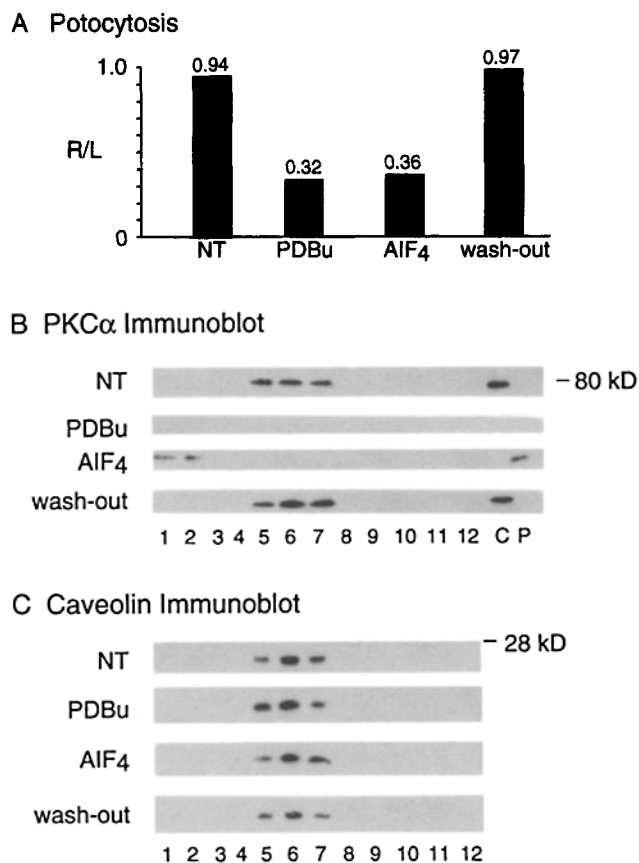 A Potocytosis
1.0
R/L
0
0.94
0.32
0.36
0.97
NT PDBu AlF4 wash-out
B PKCα Immunoblot
NT
– 80 kD
PDBu
AlF4
wash-out
1 2 3 4 5 6 7 8 9 10 11 12 C P
C Caveolin Immunoblot
– 28 kD
NT
PDBu
AlF4
wash-out
1 2 3 4 5 6 7 8 9 10 11 12